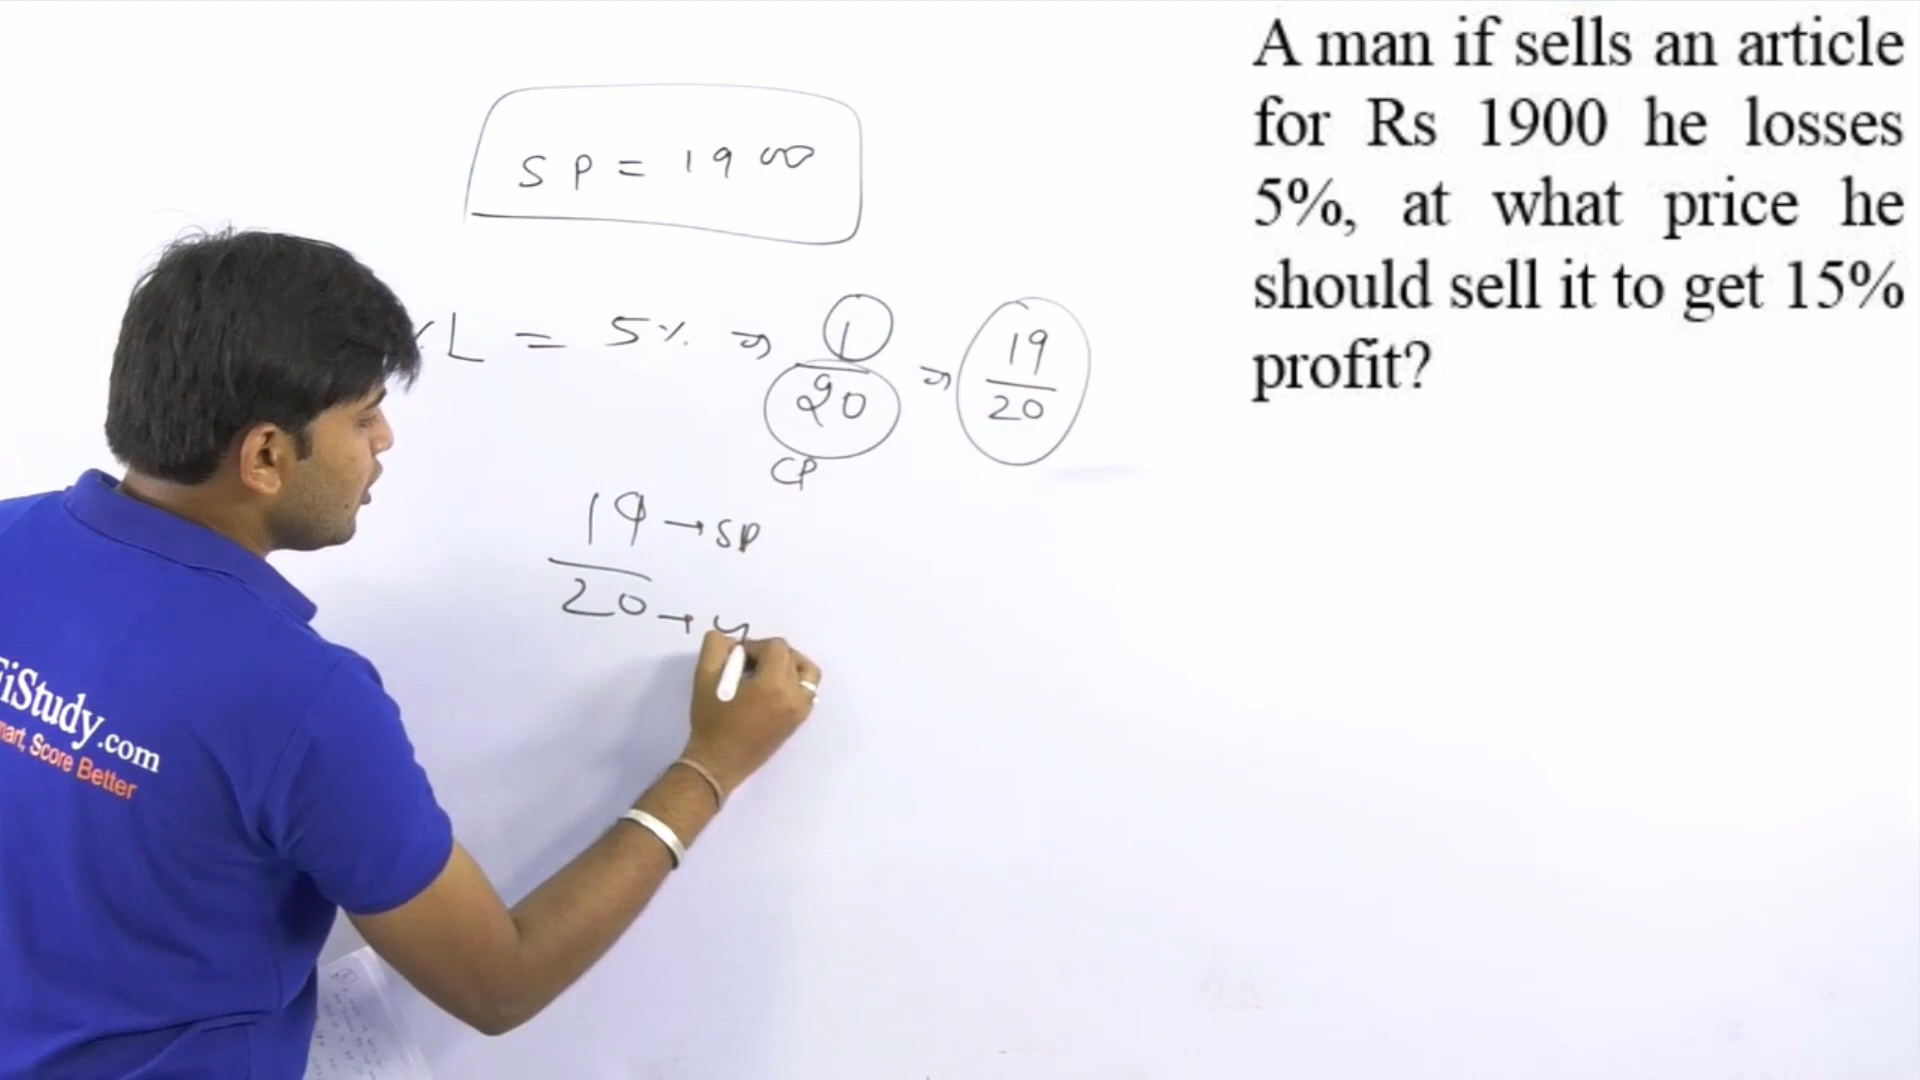 A man if sells an article
for Rs 1900 he losses
5%, at what price he
should sell it to get 15%
profit?
SP = 1900
L = 5% ⇒ 1/20 ⇒ 19/20
CP
19 → SP
20 →
iStudy.com
Score Better